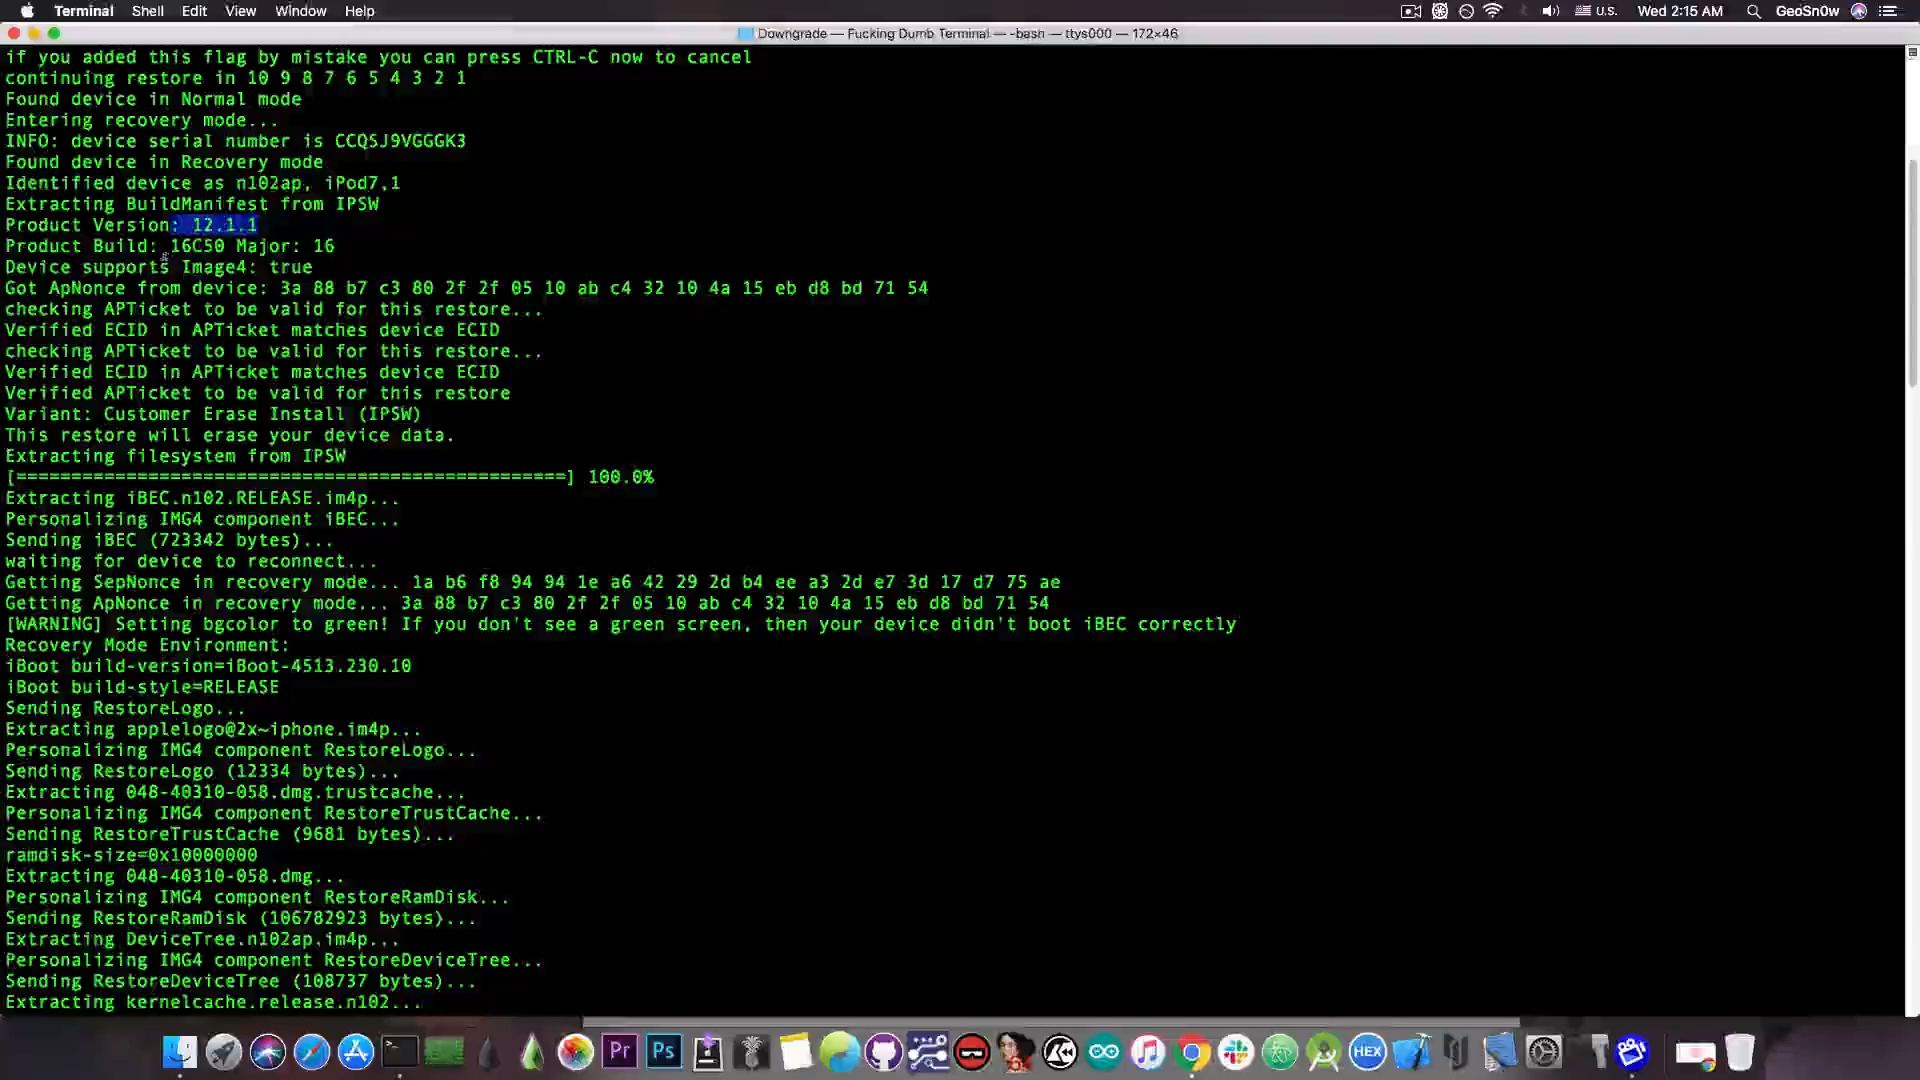 Terminal Shell Edit View Window Help U.S. Wed 2:15 AM GeoSn0w
Downgrade — Fucking Dumb Terminal — -bash — ttys000 — 172×46
if you added this flag by mistake you can press CTRL-C now to cancel
continuing restore in 10 9 8 7 6 5 4 3 2 1
Found device in Normal mode
Entering recovery mode...
INFO: device serial number is CCQSJ9VGGGK3
Found device in Recovery mode
Identified device as n102ap, iPod7,1
Extracting BuildManifest from IPSW
Product Version: 12.1.1
Product Build: 16C50 Major: 16
Device supports Image4: true
Got ApNonce from device: 3a 88 b7 c3 80 2f 2f 05 10 ab c4 32 10 4a 15 eb d8 bd 71 54
checking APTicket to be valid for this restore...
Verified ECID in APTicket matches device ECID
checking APTicket to be valid for this restore...
Verified ECID in APTicket matches device ECID
Verified APTicket to be valid for this restore
Variant: Customer Erase Install (IPSW)
This restore will erase your device data.
Extracting filesystem from IPSW
[==================================================] 100.0%
Extracting iBEC.n102.RELEASE.im4p...
Personalizing IMG4 component iBEC...
Sending iBEC (723342 bytes)...
waiting for device to reconnect...
Getting SepNonce in recovery mode... 1a b6 f8 94 94 1e a6 42 29 2d b4 ee a3 2d e7 3d 17 d7 75 ae
Getting ApNonce in recovery mode... 3a 88 b7 c3 80 2f 2f 05 10 ab c4 32 10 4a 15 eb d8 bd 71 54
[WARNING] Setting bgcolor to green! If you don't see a green screen, then your device didn't boot iBEC correctly
Recovery Mode Environment:
iBoot build-version=iBoot-4513.230.10
iBoot build-style=RELEASE
Sending RestoreLogo...
Extracting applelogo@2x~iphone.im4p...
Personalizing IMG4 component RestoreLogo...
Sending RestoreLogo (12334 bytes)...
Extracting 048-40310-058.dmg.trustcache...
Personalizing IMG4 component RestoreTrustCache...
Sending RestoreTrustCache (9681 bytes)...
ramdisk-size=0x10000000
Extracting 048-40310-058.dmg...
Personalizing IMG4 component RestoreRamDisk...
Sending RestoreRamDisk (106782923 bytes)...
Extracting DeviceTree.n102ap.im4p...
Personalizing IMG4 component RestoreDeviceTree...
Sending RestoreDeviceTree (108737 bytes)...
Extracting kernelcache.release.n102...
Pr Ps HEX